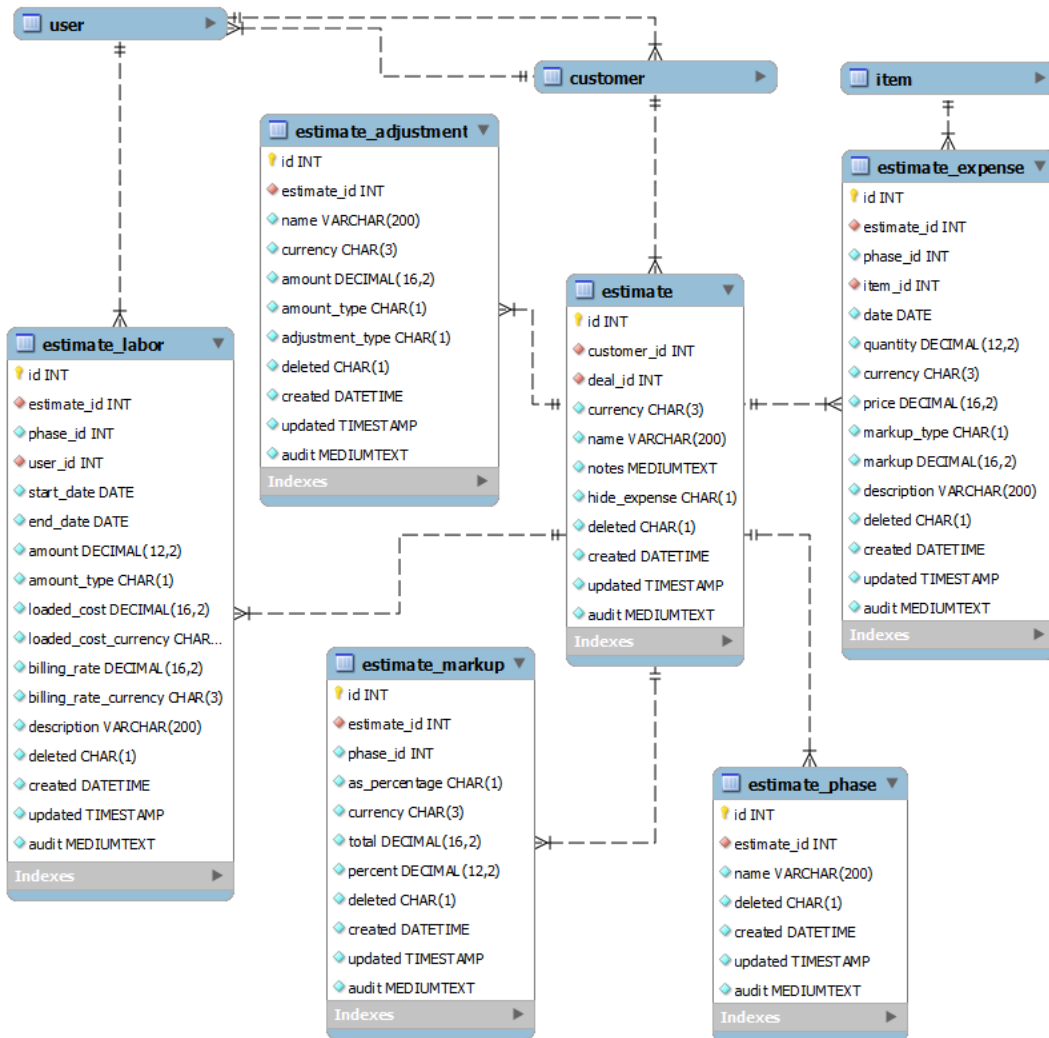 user
customer
item
estimate_adjustment
id INT
estimate_id INT
name VARCHAR(200)
currency CHAR(3)
amount DECIMAL(16,2)
amount_type CHAR(1)
adjustment_type CHAR(1)
deleted CHAR(1)
created DATETIME
updated TIMESTAMP
audit MEDIUMTEXT
Indexes
estimate_expense
id INT
estimate_id INT
phase_id INT
item_id INT
date DATE
quantity DECIMAL(12,2)
currency CHAR(3)
price DECIMAL(16,2)
markup_type CHAR(1)
markup DECIMAL(16,2)
description VARCHAR(200)
deleted CHAR(1)
created DATETIME
updated TIMESTAMP
audit MEDIUMTEXT
Indexes
estimate
id INT
customer_id INT
deal_id INT
currency CHAR(3)
name VARCHAR(200)
notes MEDIUMTEXT
hide_expense CHAR(1)
deleted CHAR(1)
created DATETIME
updated TIMESTAMP
audit MEDIUMTEXT
Indexes
estimate_labor
id INT
estimate_id INT
phase_id INT
user_id INT
start_date DATE
end_date DATE
amount DECIMAL(12,2)
amount_type CHAR(1)
loaded_cost DECIMAL(16,2)
loaded_cost_currency CHAR...
billing_rate DECIMAL(16,2)
billing_rate_currency CHAR(3)
description VARCHAR(200)
deleted CHAR(1)
created DATETIME
updated TIMESTAMP
audit MEDIUMTEXT
Indexes
estimate_markup
id INT
estimate_id INT
phase_id INT
as_percentage CHAR(1)
currency CHAR(3)
total DECIMAL(16,2)
percent DECIMAL(12,2)
deleted CHAR(1)
created DATETIME
updated TIMESTAMP
audit MEDIUMTEXT
Indexes
estimate_phase
id INT
estimate_id INT
name VARCHAR(200)
deleted CHAR(1)
created DATETIME
updated TIMESTAMP
audit MEDIUMTEXT
Indexes